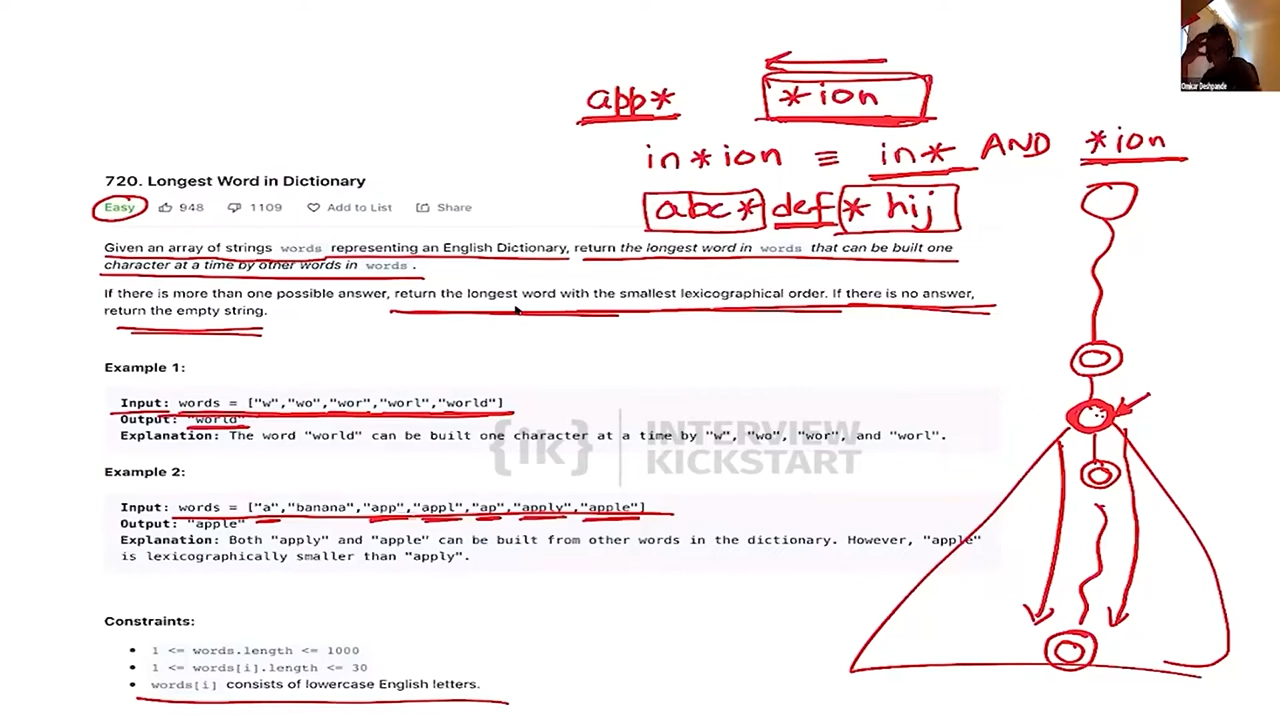 Omkar Deshpande
app* *ion
in*ion ≡ in* AND *ion
abc* def * hij
720. Longest Word in Dictionary
Easy 948 1109 Add to List Share
Given an array of strings words representing an English Dictionary, return the longest word in words that can be built one
character at a time by other words in words.
If there is more than one possible answer, return the longest word with the smallest lexicographical order. If there is no answer,
return the empty string.
Example 1:
Input: words = ["w","wo","wor","worl","world"]
Output: "world"
Explanation: The word "world" can be built one character at a time by "w", "wo", "wor", and "worl".
{ik} INTERVIEW
KICKSTART
Example 2:
Input: words = ["a","banana","app","appl","ap","apply","apple"]
Output: "apple"
Explanation: Both "apply" and "apple" can be built from other words in the dictionary. However, "apple"
is lexicographically smaller than "apply".
Constraints:
• 1 <= words.length <= 1000
• 1 <= words[i].length <= 30
• words[i] consists of lowercase English letters.